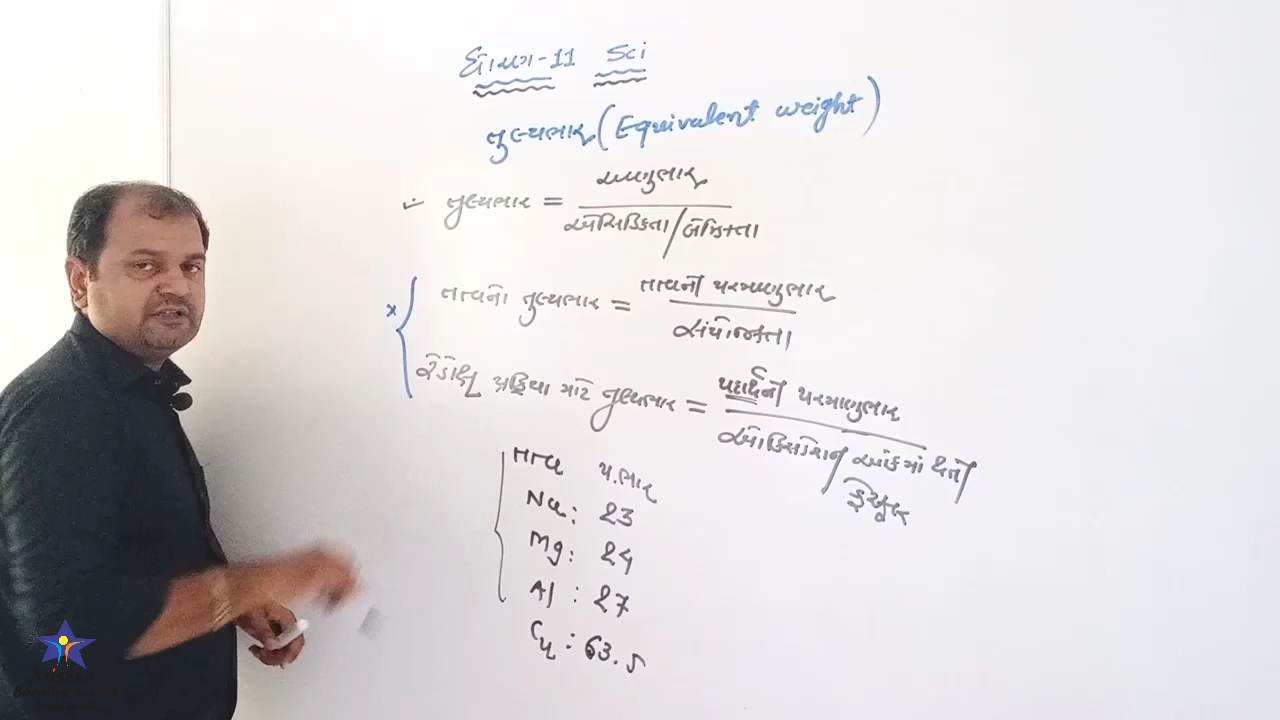 ધોરણ-11 Sci
તુલ્યભાર (Equivalent weight)
તુલ્યભાર = અણુભાર
એસિડિકતા/બેઝિકતા
તત્વનો તુલ્યભાર = તત્વનો પરમાણુભાર
સંયોજકતા
રેડોક્ષ પ્રક્રિયા માટે તુલ્યભાર = પદાર્થનો પરમાણુભાર
ઓક્સિડેશન આંકમાં થતો
ફેરફાર
તત્વ પ.ભાર
Na: 23
Mg: 24
Al : 27
Cu : 63.5